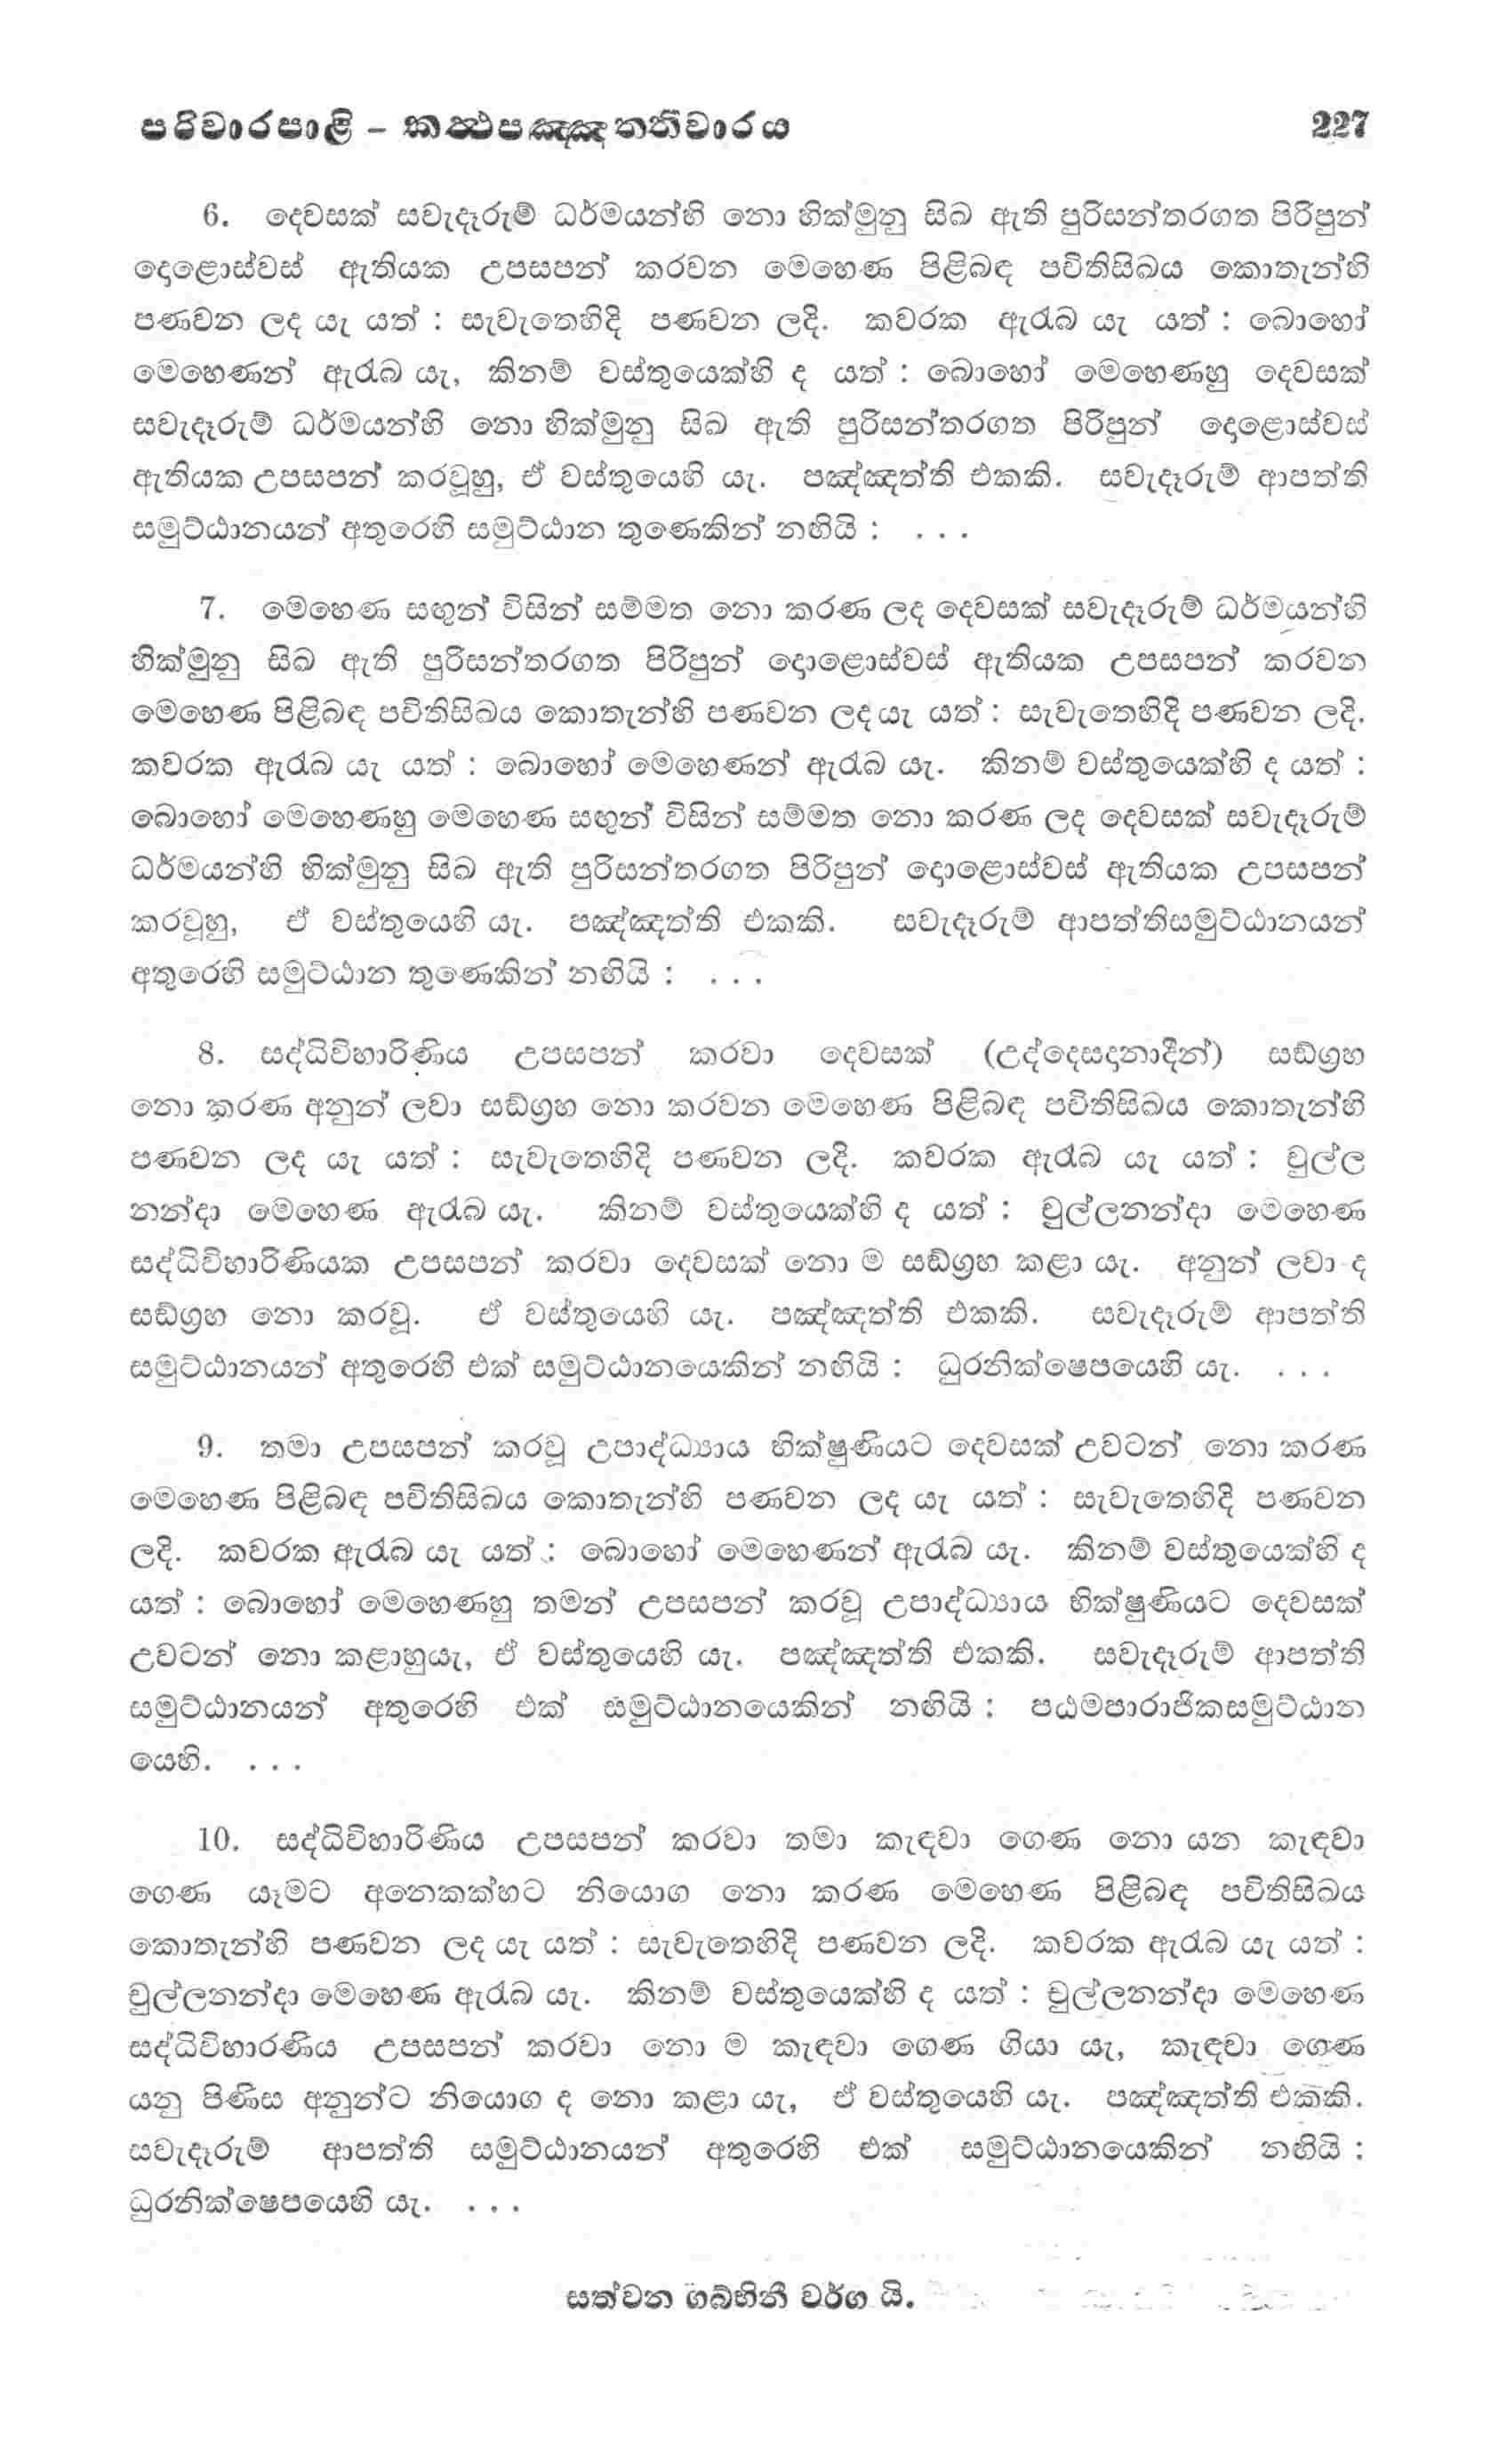 පරිවාරපාළි – කත්‍ථපඤ්ඤත්තිවාරය 227
6. දෙවසක් සවැදෑරුම් ධර්මයන්හි නො හික්මුනු සිඛ ඇති පුරිසන්තරගත පිරිපුන්
දොළොස්වස් ඇතියක උපසපන් කරවන මෙහෙණ පිළිබඳ පචිතිසිඛය කොතැන්හි
පණවන ලද යැ යත් : සැවැතෙහිදි පණවන ලදි. කවරක ඇරැබ යැ යත් : බොහෝ
මෙහෙණන් ඇරැබ යැ, කිනම් වස්තුයෙක්හි ද යත් : බොහෝ මෙහෙණහු දෙවසක්
සවැදෑරුම් ධර්මයන්හි නො හික්මුනු සිඛ ඇති පුරිසන්තරගත පිරිපුන් දොළොස්වස්
ඇතියක උපසපන් කරවූහු, ඒ වස්තුයෙහි යැ. පඤ්ඤත්ති එකකි. සවැදෑරුම් ආපත්ති
සමුට්ඨානයන් අතුරෙහි සමුට්ඨාන තුණෙකින් නඟියි : . . .
7. මෙහෙණ සඟුන් විසින් සම්මත නො කරණ ලද දෙවසක් සවැදෑරුම් ධර්මයන්හි
හික්මුනු සිඛ ඇති පුරිසන්තරගත පිරිපුන් දොළොස්වස් ඇතියක උපසපන් කරවන
මෙහෙණ පිළිබඳ පචිතිසිඛය කොතැන්හි පණවන ලද යැ යත් : සැවැතෙහිදි පණවන ලදි.
කවරක ඇරැබ යැ යත් : බොහෝ මෙහෙණන් ඇරැබ යැ. කිනම් වස්තුයෙක්හි ද යත් :
බොහෝ මෙහෙණහු මෙහෙණ සඟුන් විසින් සම්මත නො කරණ ලද දෙවසක් සවැදෑරුම්
ධර්මයන්හි හික්මුනු සිඛ ඇති පුරිසන්තරගත පිරිපුන් දොළොස්වස් ඇතියක උපසපන්
කරවූහු, ඒ වස්තුයෙහි යැ. පඤ්ඤත්ති එකකි. සවැදෑරුම් ආපත්තිසමුට්ඨානයන්
අතුරෙහි සමුට්ඨාන තුණෙකින් නඟියි : . . .
8. සද්ධිවිහාරිණිය උපසපන් කරවා දෙවසක් (උද්දෙසදානාදීන්) සඞ්ග්‍රහ
නො කරණ අනුන් ලවා සඞ්ග්‍රහ නො කරවන මෙහෙණ පිළිබඳ පචිතිසිඛය කොතැන්හි
පණවන ලද යැ යත් : සැවැතෙහිදි පණවන ලදි. කවරක ඇරැබ යැ යත් : චුල්ල
නන්දා මෙහෙණ ඇරැබ යැ. කිනම් වස්තුයෙක්හි ද යත් : චුල්ලනන්දා මෙහෙණ
සද්ධිවිහාරිණියක උපසපන් කරවා දෙවසක් නො ම සඞ්ග්‍රහ කළා යැ. අනුන් ලවා ද
සඞ්ග්‍රහ නො කරවූ. ඒ වස්තුයෙහි යැ. පඤ්ඤත්ති එකකි. සවැදෑරුම් ආපත්ති
සමුට්ඨානයන් අතුරෙහි එක් සමුට්ඨානයෙකින් නඟියි : ධුරනික්ෂෙපයෙහි යැ. . . .
9. තමා උපසපන් කරවූ උපාද්ධ්‍යාය භික්ෂුණියට දෙවසක් උවටන් නො කරණ
මෙහෙණ පිළිබඳ පචිතිසිඛය කොතැන්හි පණවන ලද යැ යත් : සැවැතෙහිදි පණවන
ලදි. කවරක ඇරැබ යැ යත් : බොහෝ මෙහෙණන් ඇරැබ යැ. කිනම් වස්තුයෙක්හි ද
යත් : බොහෝ මෙහෙණහු තමන් උපසපන් කරවූ උපාද්ධ්‍යාය භික්ෂුණියට දෙවසක්
උවටන් නො කළාහුයැ, ඒ වස්තුයෙහි යැ. පඤ්ඤත්ති එකකි. සවැදෑරුම් ආපත්ති
සමුට්ඨානයන් අතුරෙහි එක් සමුට්ඨානයෙකින් නඟියි : පඨමපාරාජිකසමුට්ඨාන
යෙහි. . . .
10. සද්ධිවිහාරිණිය උපසපන් කරවා තමා කැඳවා ගෙණ නො යන කැඳවා
ගෙණ යෑමට අනෙකක්හට නියොග නො කරණ මෙහෙණ පිළිබඳ පචිතිසිඛය
කොතැන්හි පණවන ලද යැ යත් : සැවැතෙහිදි පණවන ලදි. කවරක ඇරැබ යැ යත් :
චුල්ලනන්දා මෙහෙණ ඇරැබ යැ. කිනම් වස්තුයෙක්හි ද යත් : චුල්ලනන්දා මෙහෙණ
සද්ධිවිහාරණිය උපසපන් කරවා නො ම කැඳවා ගෙණ ගියා යැ, කැඳවා ගෙණ
යනු පිණිස අනුන්ට නියොග ද නො කළා යැ, ඒ වස්තුයෙහි යැ. පඤ්ඤත්ති එකකි.
සවැදෑරුම් ආපත්ති සමුට්ඨානයන් අතුරෙහි එක් සමුට්ඨානයෙකින් නඟියි :
ධුරනික්ෂෙපයෙහි යැ. . . .
සත්වන ගබ්භිනී වර්ග යි.